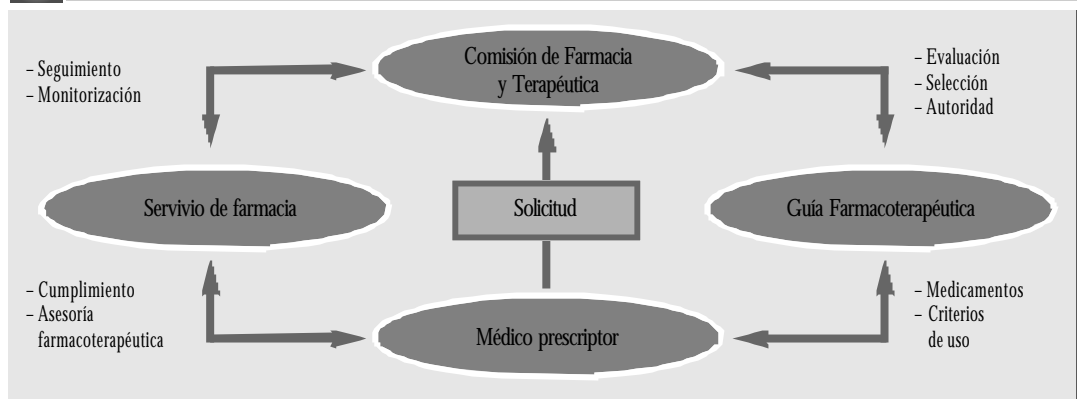 Comisión de Farmacia
y Terapéutica
– Seguimiento
– Monitorización
– Evaluación
– Selección
– Autoridad
Servivio de farmacia
Solicitud
Guía Farmacoterapéutica
– Cumplimiento
– Asesoría
farmacoterapéutica
Médico prescriptor
– Medicamentos
– Criterios
de uso